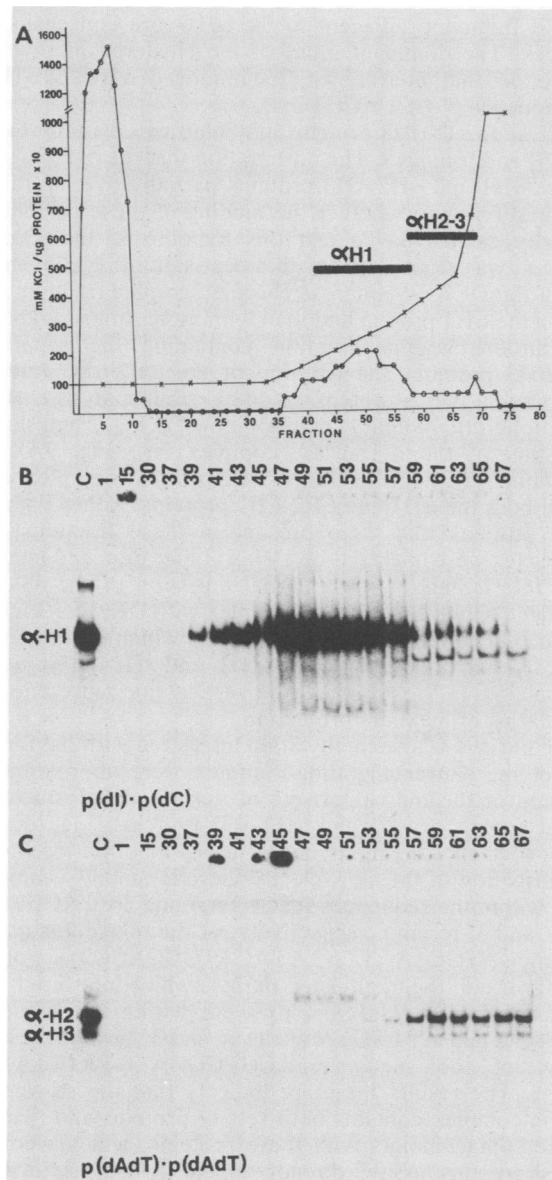 A
1600
1400
1200
1000
900
800
700
600
500
400
300
200
100
mM KCl /ug PROTEIN x 10
αH1
αH2-3
5 10 15 20 25 30 35 40 45 50 55 60 65 70 75 80
FRACTION
B
C 1 15 30 37 39 41 43 45 47 49 51 53 55 57 59 61 63 65 67
α-H1
p(dI)·p(dC)
C
C 1 15 30 37 39 41 43 45 47 49 51 53 55 57 59 61 63 65 67
α-H2
α-H3
p(dAdT)·p(dAdT)